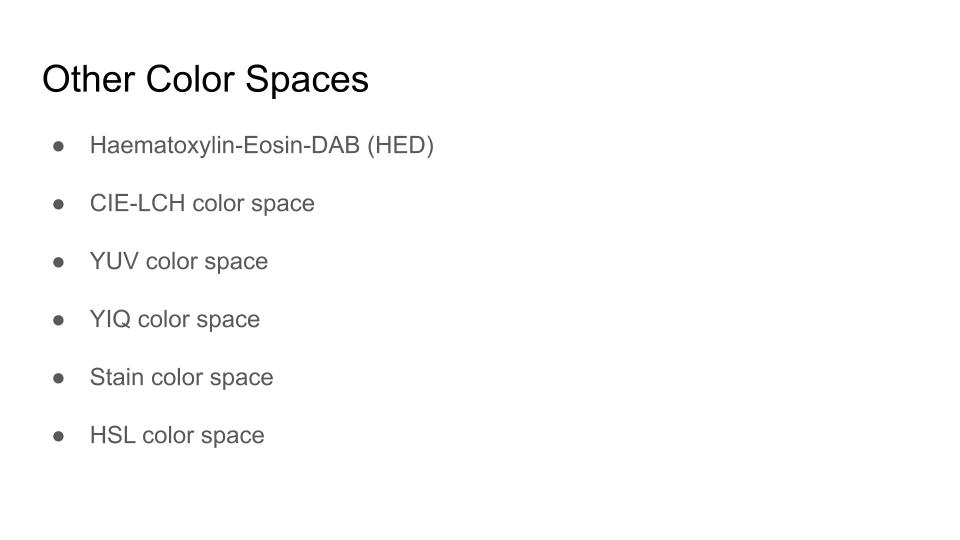 Other Color Spaces
● Haematoxylin-Eosin-DAB (HED)
● CIE-LCH color space
● YUV color space
● YIQ color space
● Stain color space
● HSL color space